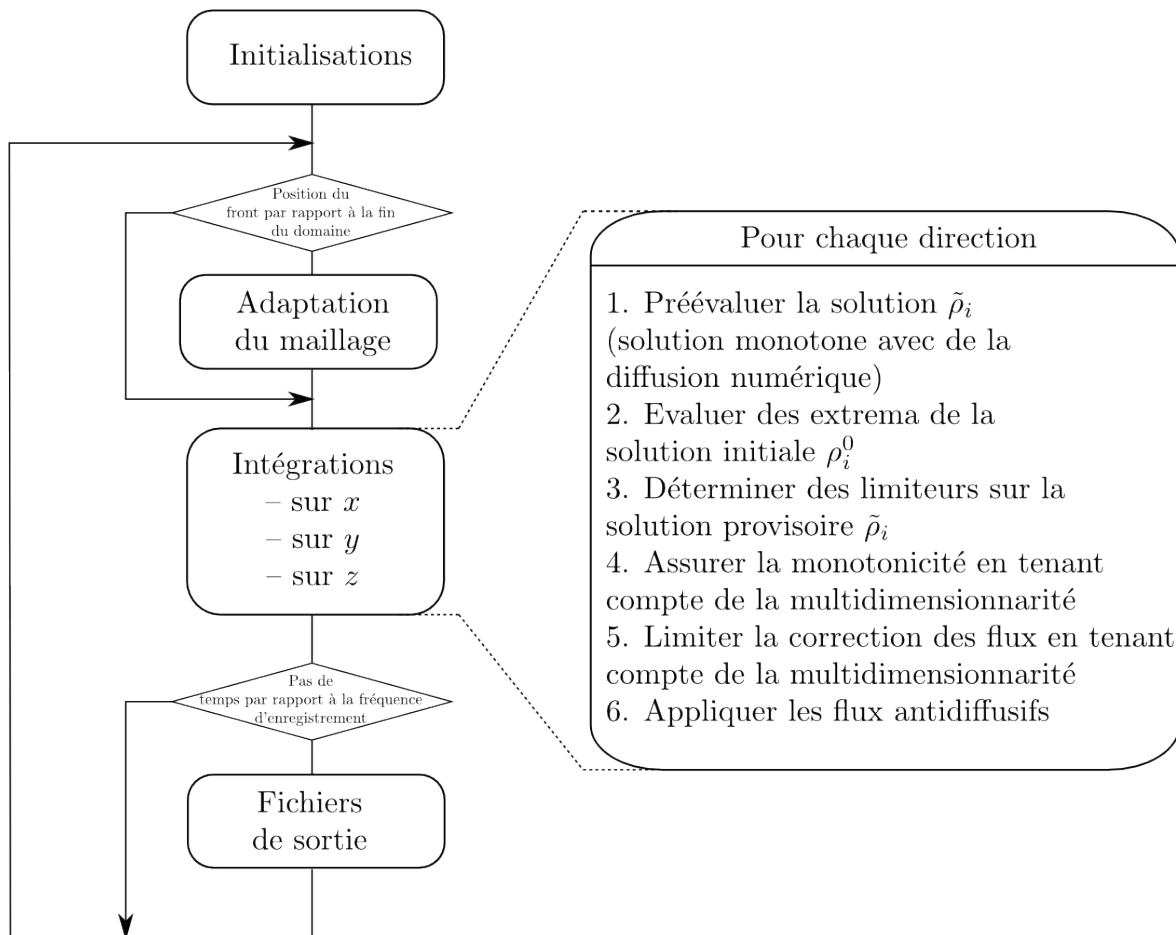 Initialisations
Position du
front par rapport à la fin
du domaine
Adaptation
du maillage
Intégrations
– sur x
– sur y
– sur z
Pas de
temps par rapport à la fréquence
d'enregistrement
Fichiers
de sortie
Pour chaque direction
1. Préévaluer la solution ρ̃ᵢ
(solution monotone avec de la
diffusion numérique)
2. Evaluer des extrema de la
solution initiale ρᵢ⁰
3. Déterminer des limiteurs sur la
solution provisoire ρ̃ᵢ
4. Assurer la monotonicité en tenant
compte de la multidimensionnarité
5. Limiter la correction des flux en tenant
compte de la multidimensionnarité
6. Appliquer les flux antidiffusifs